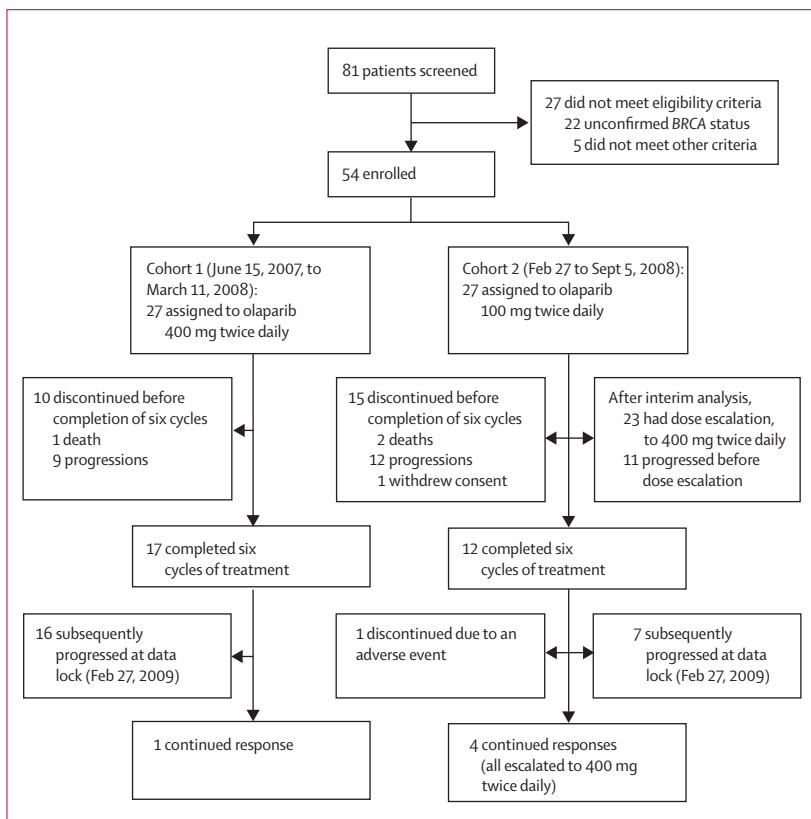 81 patients screened
27 did not meet eligibility criteria
22 unconfirmed BRCA status
5 did not meet other criteria
54 enrolled
Cohort 1 (June 15, 2007, to
March 11, 2008):
27 assigned to olaparib
400 mg twice daily
Cohort 2 (Feb 27 to Sept 5, 2008):
27 assigned to olaparib
100 mg twice daily
10 discontinued before
completion of six cycles
1 death
9 progressions
15 discontinued before
completion of six cycles
2 deaths
12 progressions
1 withdrew consent
After interim analysis,
23 had dose escalation,
to 400 mg twice daily
11 progressed before
dose escalation
17 completed six
cycles of treatment
12 completed six
cycles of treatment
16 subsequently
progressed at data
lock (Feb 27, 2009)
1 discontinued due to an
adverse event
7 subsequently
progressed at data
lock (Feb 27, 2009)
1 continued response
4 continued responses
(all escalated to 400 mg
twice daily)